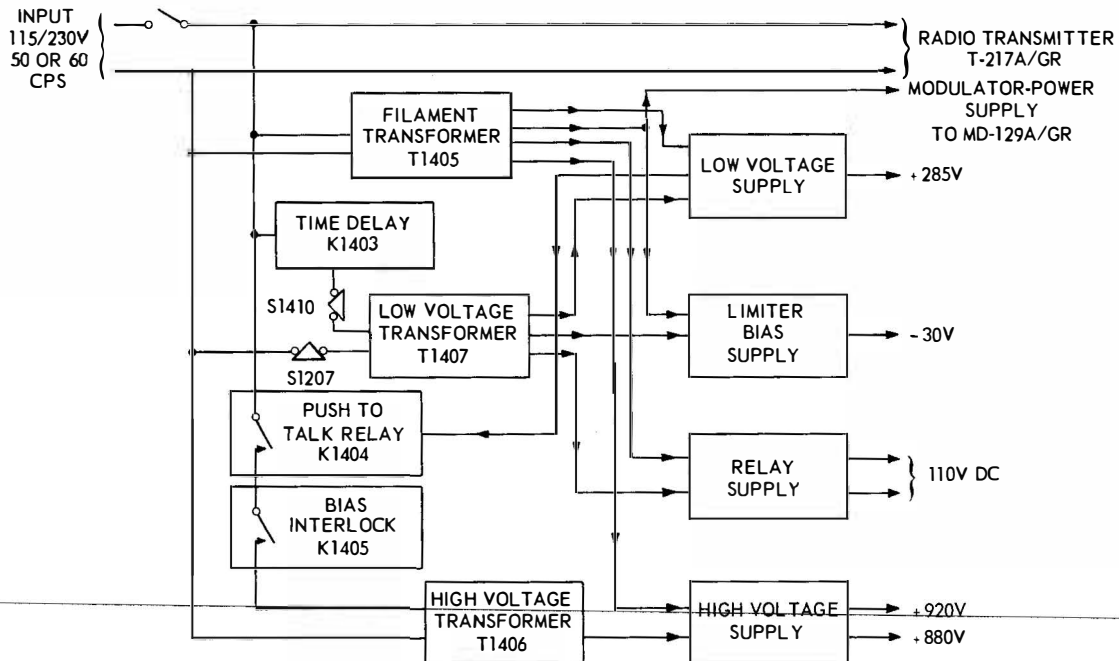 INPUT
115/230V
50 OR 60
CPS
RADIO TRANSMITTER
T-217A/GR
MODULATOR-POWER
SUPPLY
TO MD-129A/GR
FILAMENT
TRANSFORMER
T1405
LOW VOLTAGE
SUPPLY
+285V
TIME DELAY
K1403
S1410
LOW VOLTAGE
TRANSFORMER
T1407
S1207
LIMITER
BIAS
SUPPLY
-30V
PUSH TO
TALK RELAY
K1404
RELAY
SUPPLY
110V DC
BIAS
INTERLOCK
K1405
HIGH VOLTAGE
TRANSFORMER
T1406
HIGH VOLTAGE
SUPPLY
+920V
+880V